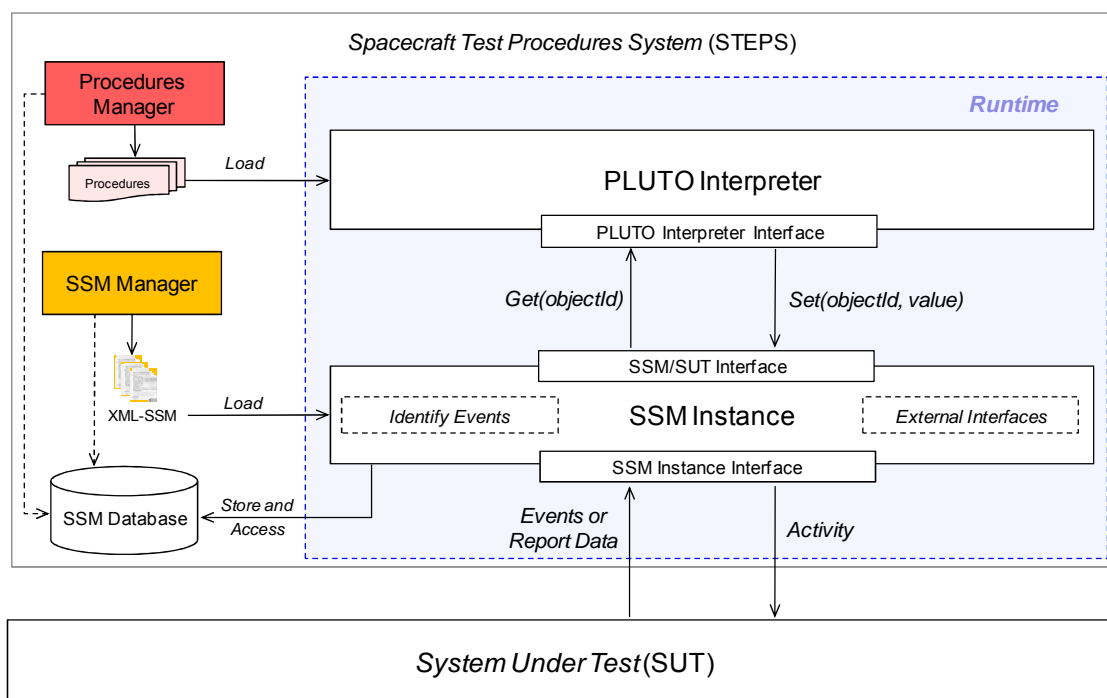 Spacecraft Test Procedures System (STEPS)
Procedures
Manager
Runtime
Procedures
Load
PLUTO Interpreter
PLUTO Interpreter Interface
SSM Manager
Get(objectId)
Set(objectId, value)
SSM/SUT Interface
XML-SSM
Load
Identify Events
SSM Instance
External Interfaces
SSM Instance Interface
SSM Database
Store and
Access
Events or
Report Data
Activity
System Under Test (SUT)